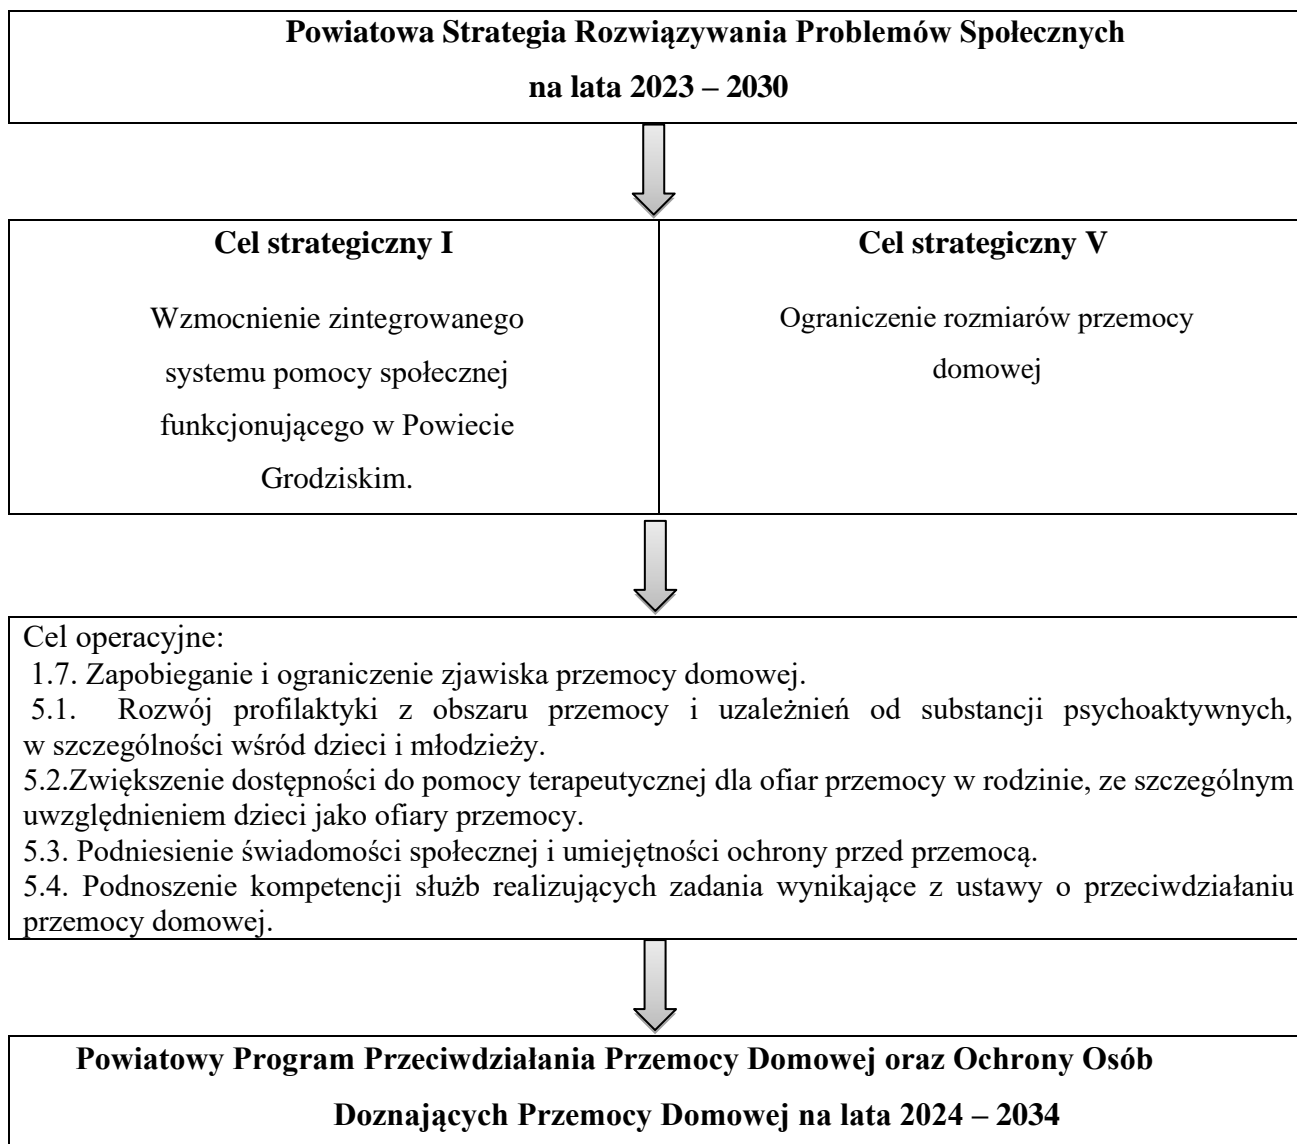 Powiatowa Strategia Rozwiązywania Problemów Społecznych
na lata 2023 – 2030
Cel strategiczny I
Wzmocnienie zintegrowanego
systemu pomocy społecznej
funkcjonującego w Powiecie
Grodziskim.
Cel strategiczny V
Ograniczenie rozmiarów przemocy
domowej
Cel operacyjne:
1.7. Zapobieganie i ograniczenie zjawiska przemocy domowej.
5.1. Rozwój profilaktyki z obszaru przemocy i uzależnień od substancji psychoaktywnych,
w szczególności wśród dzieci i młodzieży.
5.2.Zwiększenie dostępności do pomocy terapeutycznej dla ofiar przemocy w rodzinie, ze szczególnym
uwzględnieniem dzieci jako ofiary przemocy.
5.3. Podniesienie świadomości społecznej i umiejętności ochrony przed przemocą.
5.4. Podnoszenie kompetencji służb realizujących zadania wynikające z ustawy o przeciwdziałaniu
przemocy domowej.
Powiatowy Program Przeciwdziałania Przemocy Domowej oraz Ochrony Osób
Doznających Przemocy Domowej na lata 2024 – 2034